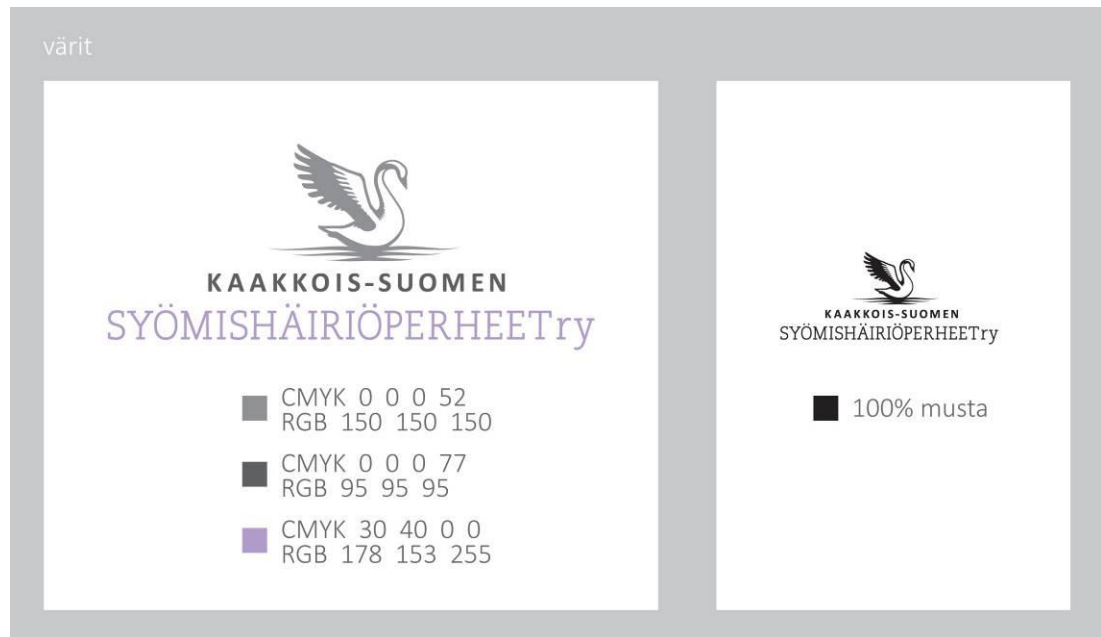 värit
KAAKKOIS-SUOMEN
SYÖMISHÄIRIÖPERHEETry
CMYK 0 0 0 52
RGB 150 150 150
CMYK 0 0 0 77
RGB 95 95 95
CMYK 30 40 0 0
RGB 178 153 255
KAAKKOIS-SUOMEN
SYÖMISHÄIRIÖPERHEETry
100% musta